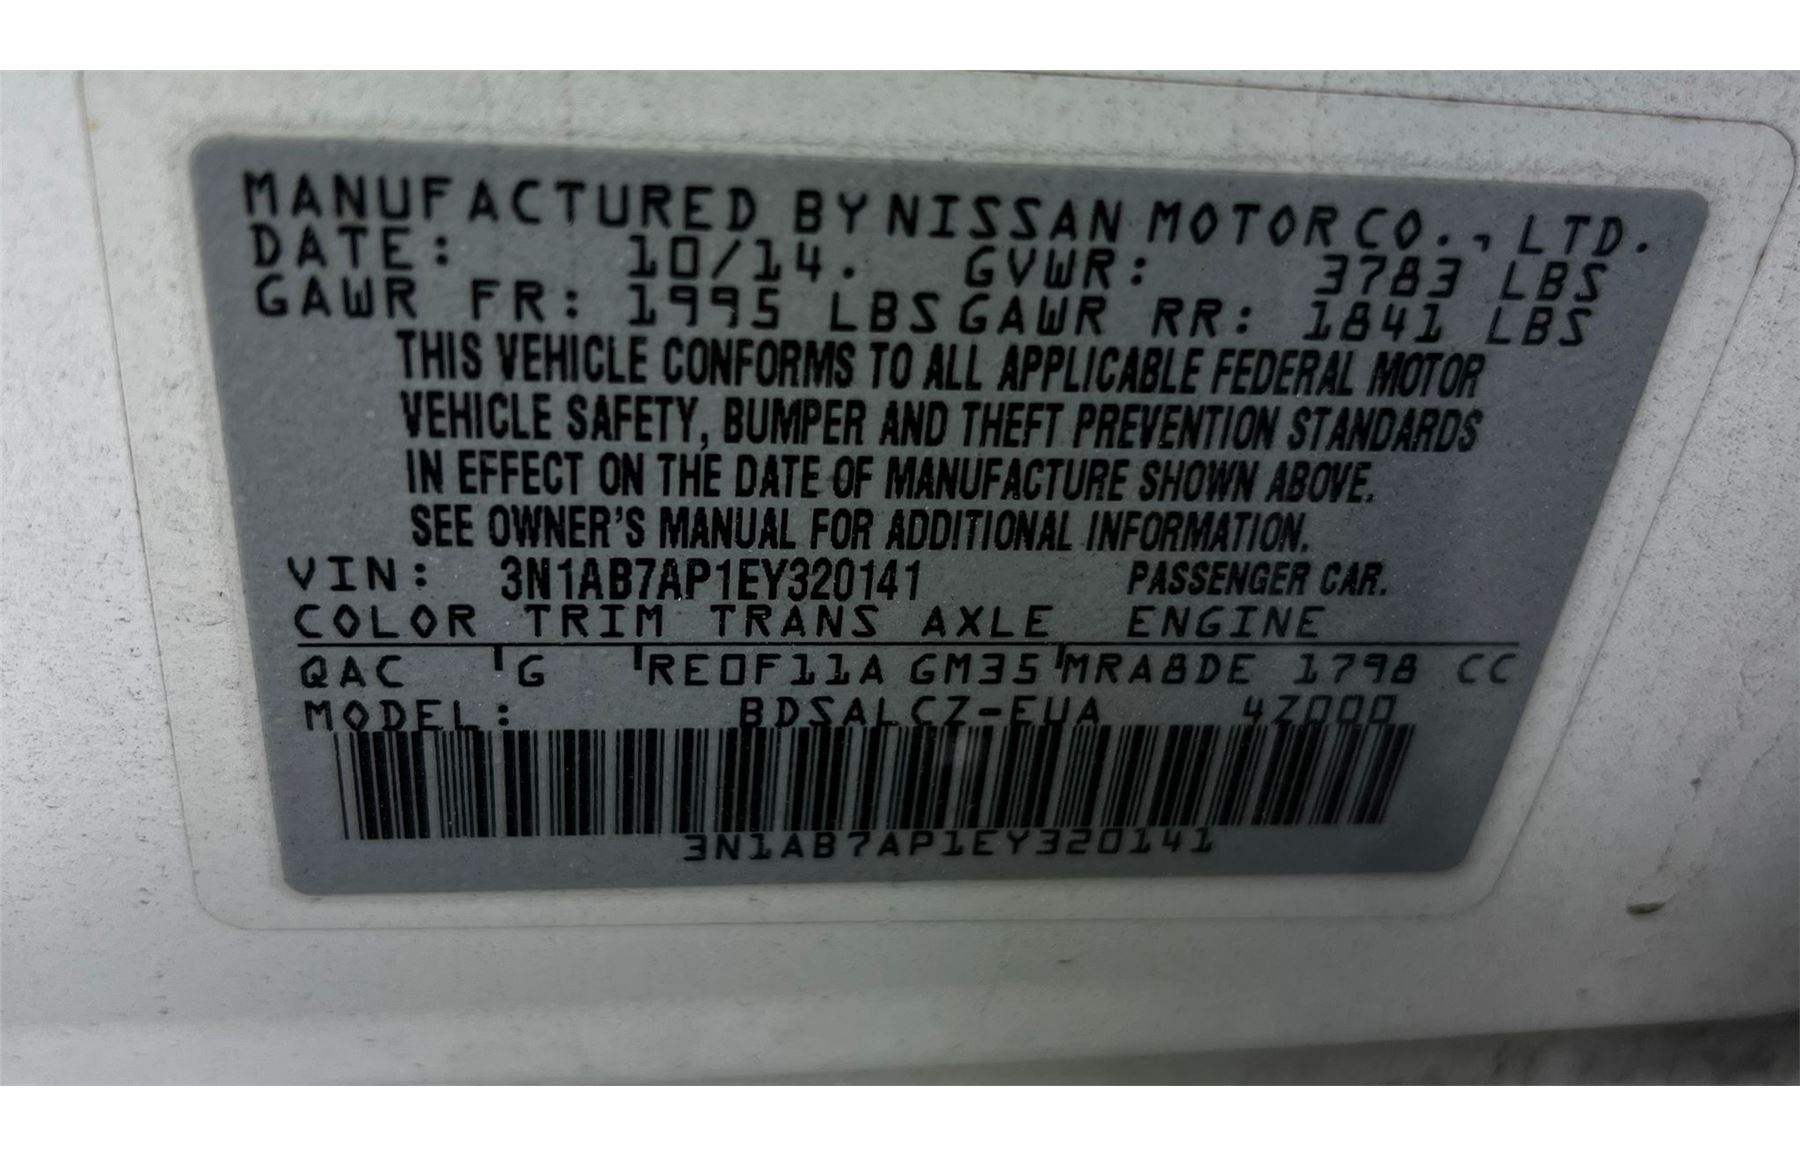 MANUFACTURED BY NISSAN MOTOR CO., LTD.
DATE: 10/14. GVWR: 3783 LBS
GAWR FR: 1995 LBS GAWR RR: 1841 LBS
THIS VEHICLE CONFORMS TO ALL APPLICABLE FEDERAL MOTOR
VEHICLE SAFETY, BUMPER AND THEFT PREVENTION STANDARDS
IN EFFECT ON THE DATE OF MANUFACTURE SHOWN ABOVE.
SEE OWNER'S MANUAL FOR ADDITIONAL INFORMATION.
VIN: 3N1AB7AP1EY320141 PASSENGER CAR.
COLOR TRIM TRANS AXLE ENGINE
QAC G RE0F11A GM35 MRA8DE 1798 CC
MODEL: BDSALCZ-EUA 4Z000
3N1AB7AP1EY320141